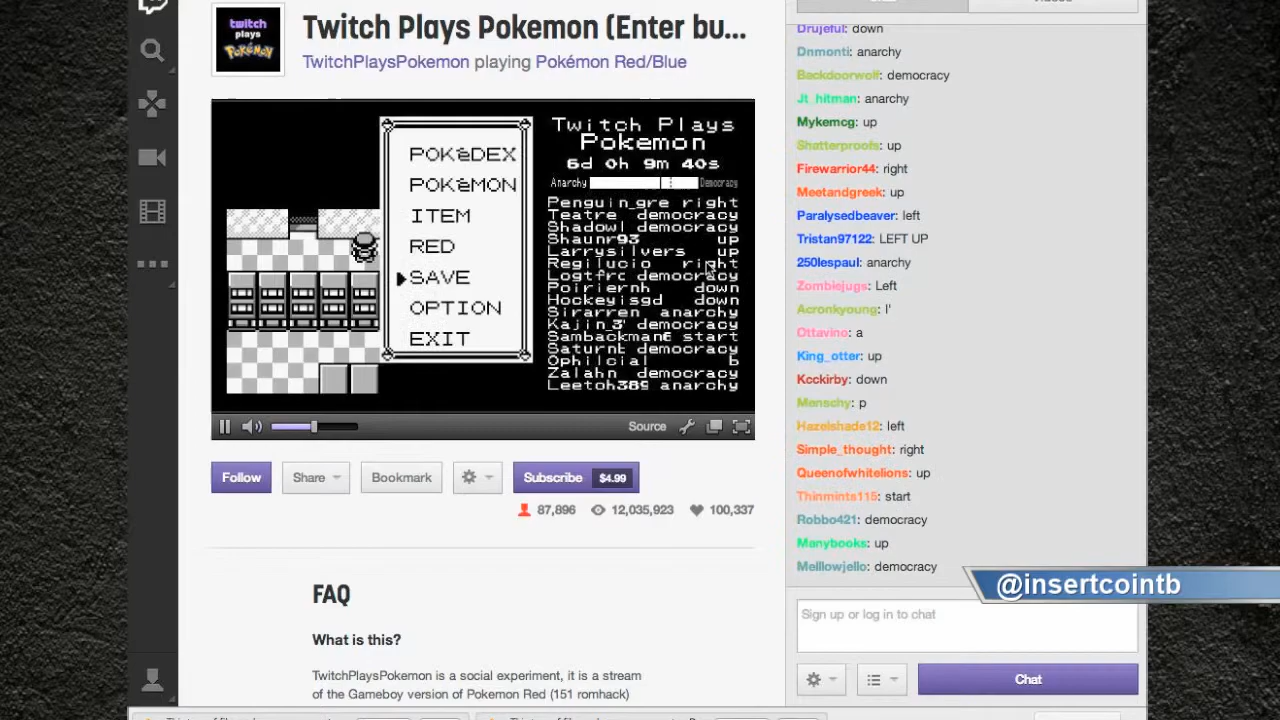 twitch
plays
POKÉMON
Twitch Plays Pokemon (Enter bu...
TwitchPlaysPokemon playing Pokémon Red/Blue
POKéDEX
POKéMON
ITEM
RED
SAVE
OPTION
EXIT
Twitch Plays
Pokemon
6d 0h 9m 40s
Anarchy Democracy
Penguin_gre right
Teatre democracy
Shadowl democracy
Shaunr93 up
Larrysilvers up
Regilucio right
Logtfrc democracy
Poiriernh down
Hockeyisgd down
Sirarren anarchy
Kajin_3' democracy
Sambackman6 start
Saturnt democracy
Ophilcial b
Zalahn democracy
Leetoh389 anarchy
Source
Follow
Share
Bookmark
Subscribe $4.99
87,896 12,035,923 100,337
FAQ
What is this?
TwitchPlaysPokemon is a social experiment, it is a stream
of the Gameboy version of Pokemon Red (151 romhack)
Drujeful: down
Dnmonti: anarchy
Backdoorwolf: democracy
Jt_hitman: anarchy
Mykemcg: up
Shatterproofs: up
Firewarrior44: right
Meetandgreek: up
Paralysedbeaver: left
Tristan97122: LEFT UP
250lespaul: anarchy
Zombiejugs: Left
Acronkyoung: l'
Ottavino: a
King_otter: up
Kcckirby: down
Menschy: p
Hazelshade12: left
Simple_thought: right
Queenofwhitelions: up
Thinmints115: start
Robbo421: democracy
Manybooks: up
Melllowjello: democracy
@insertcointb
Sign up or log in to chat
Chat